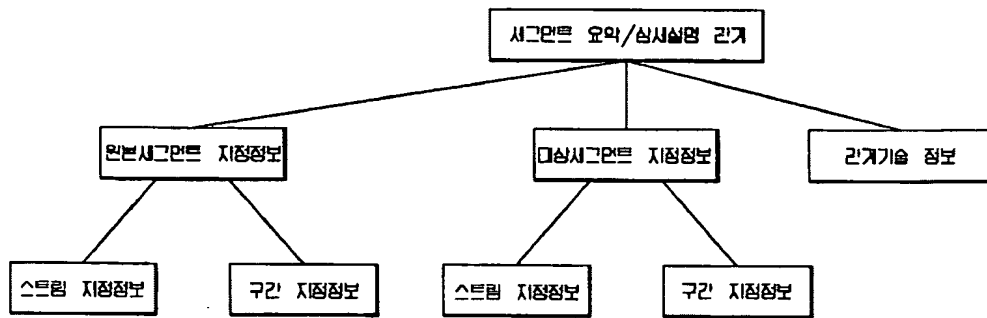 세그먼트 요약/상세설명 관계
원본세그먼트 지정정보
대상세그먼트 지정정보
관계기술 정보
스트림 지정정보
구간 지정정보
스트림 지정정보
구간 지정정보